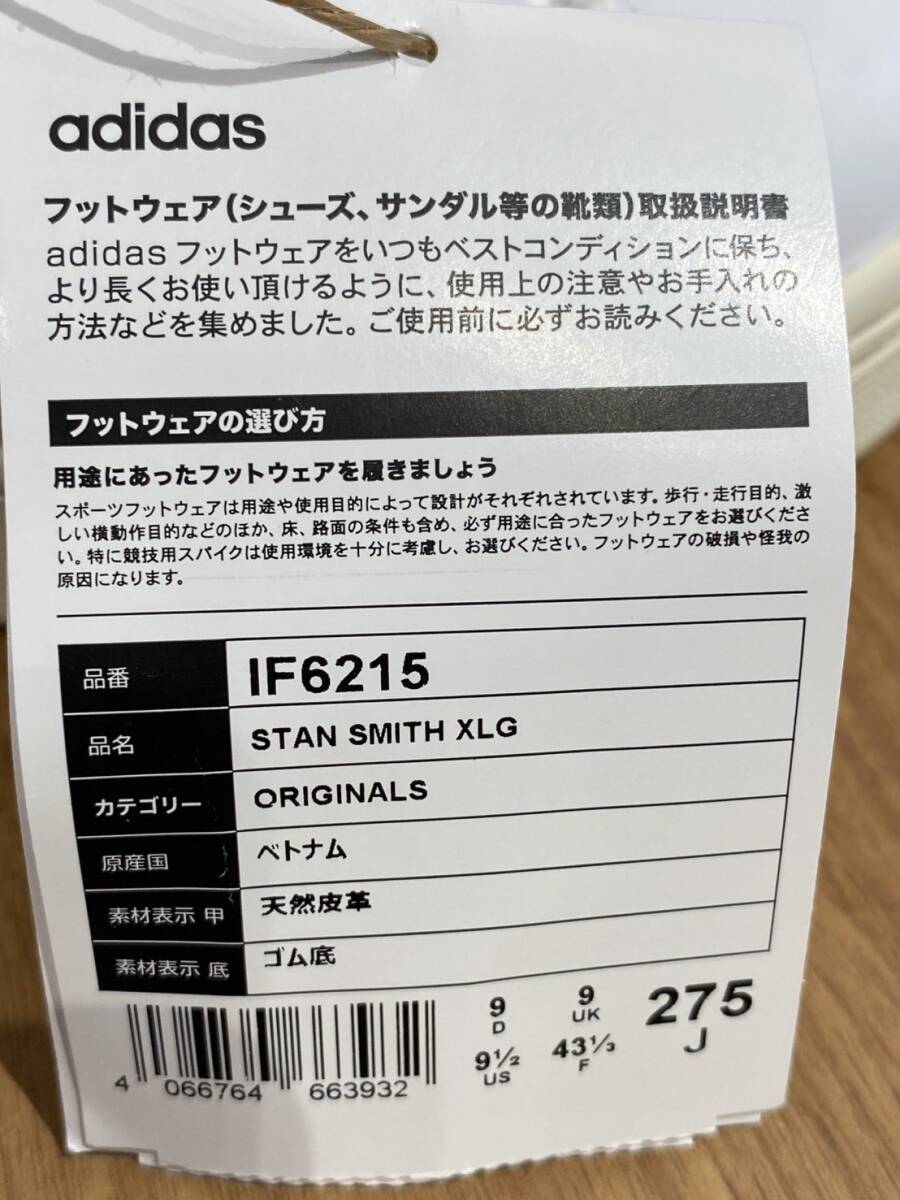 adidas
フットウェア(シューズ、サンダル等の靴類)取扱説明書
adidas フットウェアをいつもベストコンディションに保ち、
より長くお使い頂けるように、使用上の注意やお手入れの
方法などを集めました。ご使用前に必ずお読みください。
フットウェアの選び方
用途にあったフットウェアを履きましょう
スポーツフットウェアは用途や使用目的によって設計がそれぞれされています。歩行・走行目的、激
しい横動作目的などのほか、床、路面の条件も含め、必ず用途に合ったフットウェアをお選びくださ
い。特に競技用スパイクは使用環境を十分に考慮し、お選びください。フットウェアの破損や怪我の
原因になります。
品番 IF6215
品名 STAN SMITH XLG
カテゴリー ORIGINALS
原産国 ベトナム
素材表示 甲 天然皮革
素材表示 底 ゴム底
9 9 275
D UK J
9½ 43⅓
US F
4 066764 663932